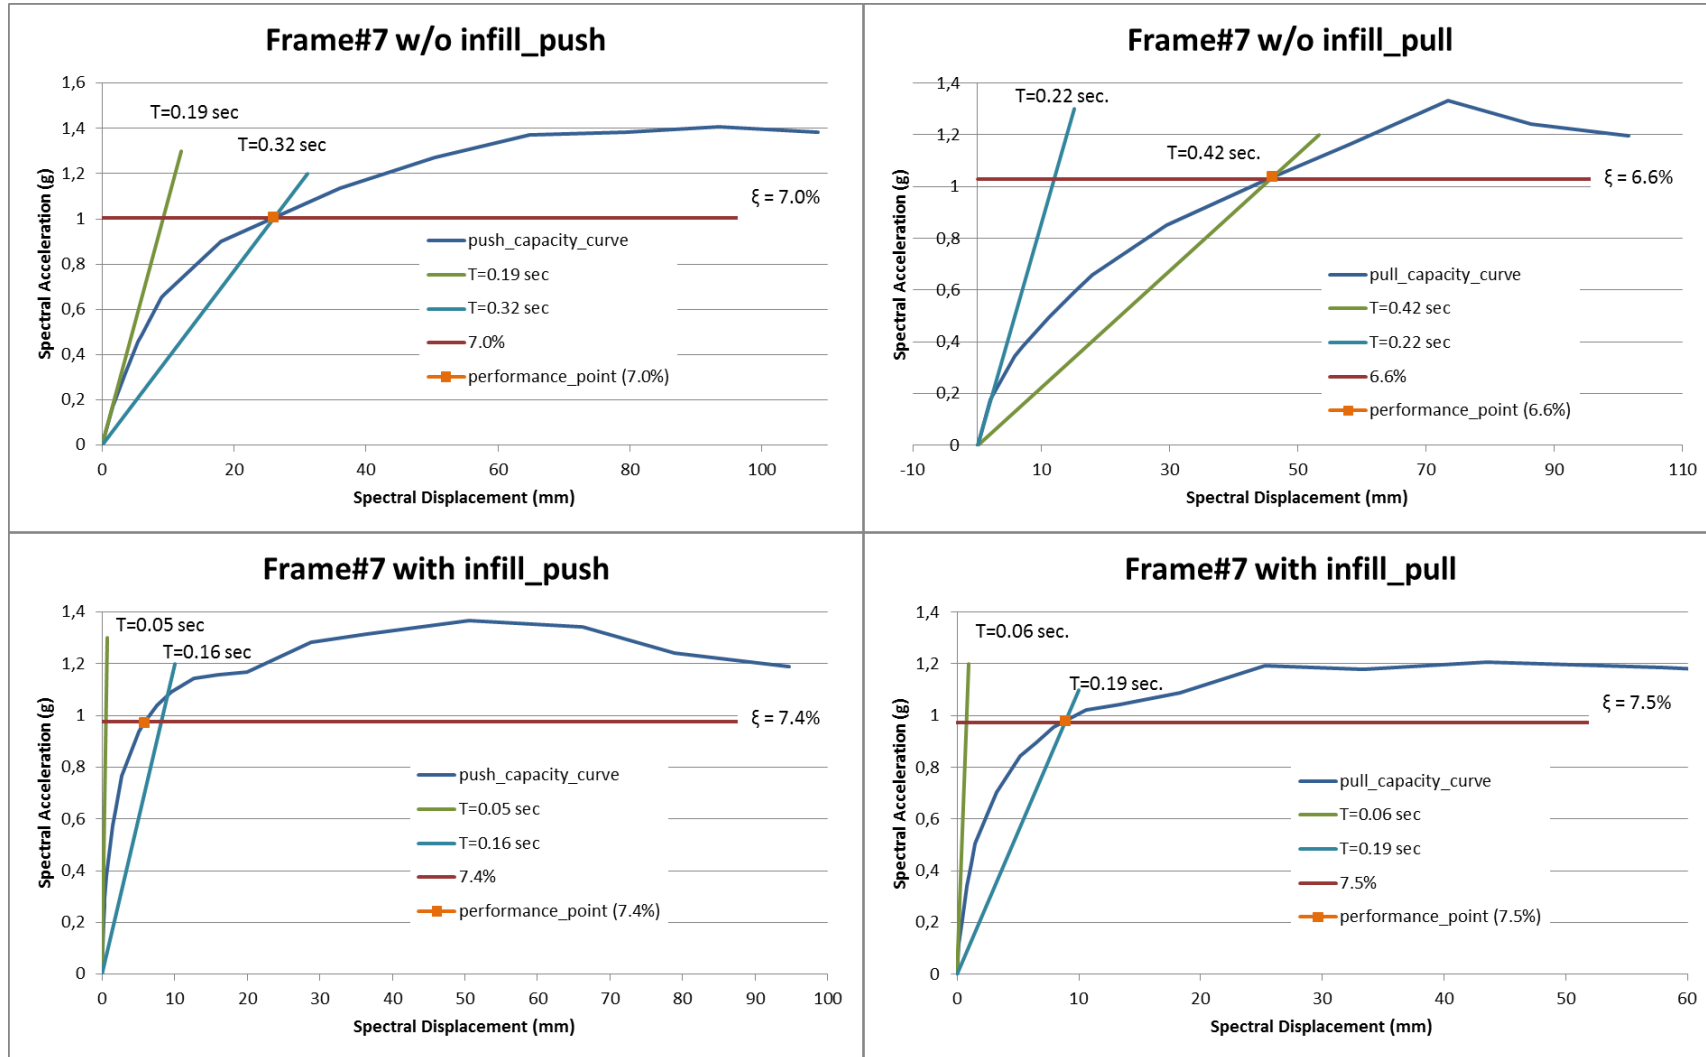 Frame#7 w/o infill_push
Spectral Acceleration (g)
1,6
1,4
1,2
1
0,8
0,6
0,4
0,2
0
T=0.19 sec
T=0.32 sec
ξ = 7.0%
push_capacity_curve
T=0.19 sec
T=0.32 sec
7.0%
performance_point (7.0%)
0 20 40 60 80 100
Spectral Displacement (mm)
Frame#7 w/o infill_pull
Spectral Acceleration (g)
1,4
1,2
1
0,8
0,6
0,4
0,2
0
T=0.22 sec.
T=0.42 sec.
ξ = 6.6%
pull_capacity_curve
T=0.42 sec
T=0.22 sec
6.6%
performance_point (6.6%)
-10 10 30 50 70 90 110
Spectral Displacement (mm)
Frame#7 with infill_push
Spectral Acceleration (g)
1,4
1,2
1
0,8
0,6
0,4
0,2
0
T=0.05 sec
T=0.16 sec
ξ = 7.4%
push_capacity_curve
T=0.05 sec
T=0.16 sec
7.4%
performance_point (7.4%)
0 10 20 30 40 50 60 70 80 90 100
Spectral Displacement (mm)
Frame#7 with infill_pull
Spectral Acceleration (g)
1,4
1,2
1
0,8
0,6
0,4
0,2
0
T=0.06 sec.
T=0.19 sec.
ξ = 7.5%
pull_capacity_curve
T=0.06 sec
T=0.19 sec
7.5%
performance_point (7.5%)
0 10 20 30 40 50 60
Spectral Displacement (mm)